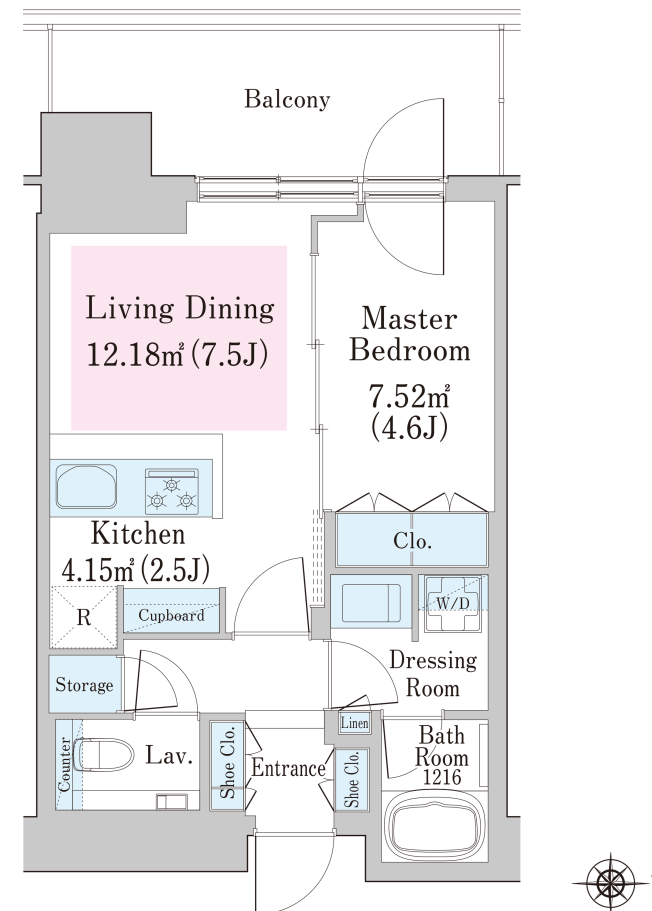 Balcony
Living Dining
12.18㎡(7.5J)
Master
Bedroom
7.52㎡
(4.6J)
Kitchen
4.15㎡(2.5J)
Clo.
R
Cupboard
W/D
Storage
Dressing
Room
Linen
Counter
Lav.
Shoe Clo.
Entrance
Shoe Clo.
Bath
Room
1216